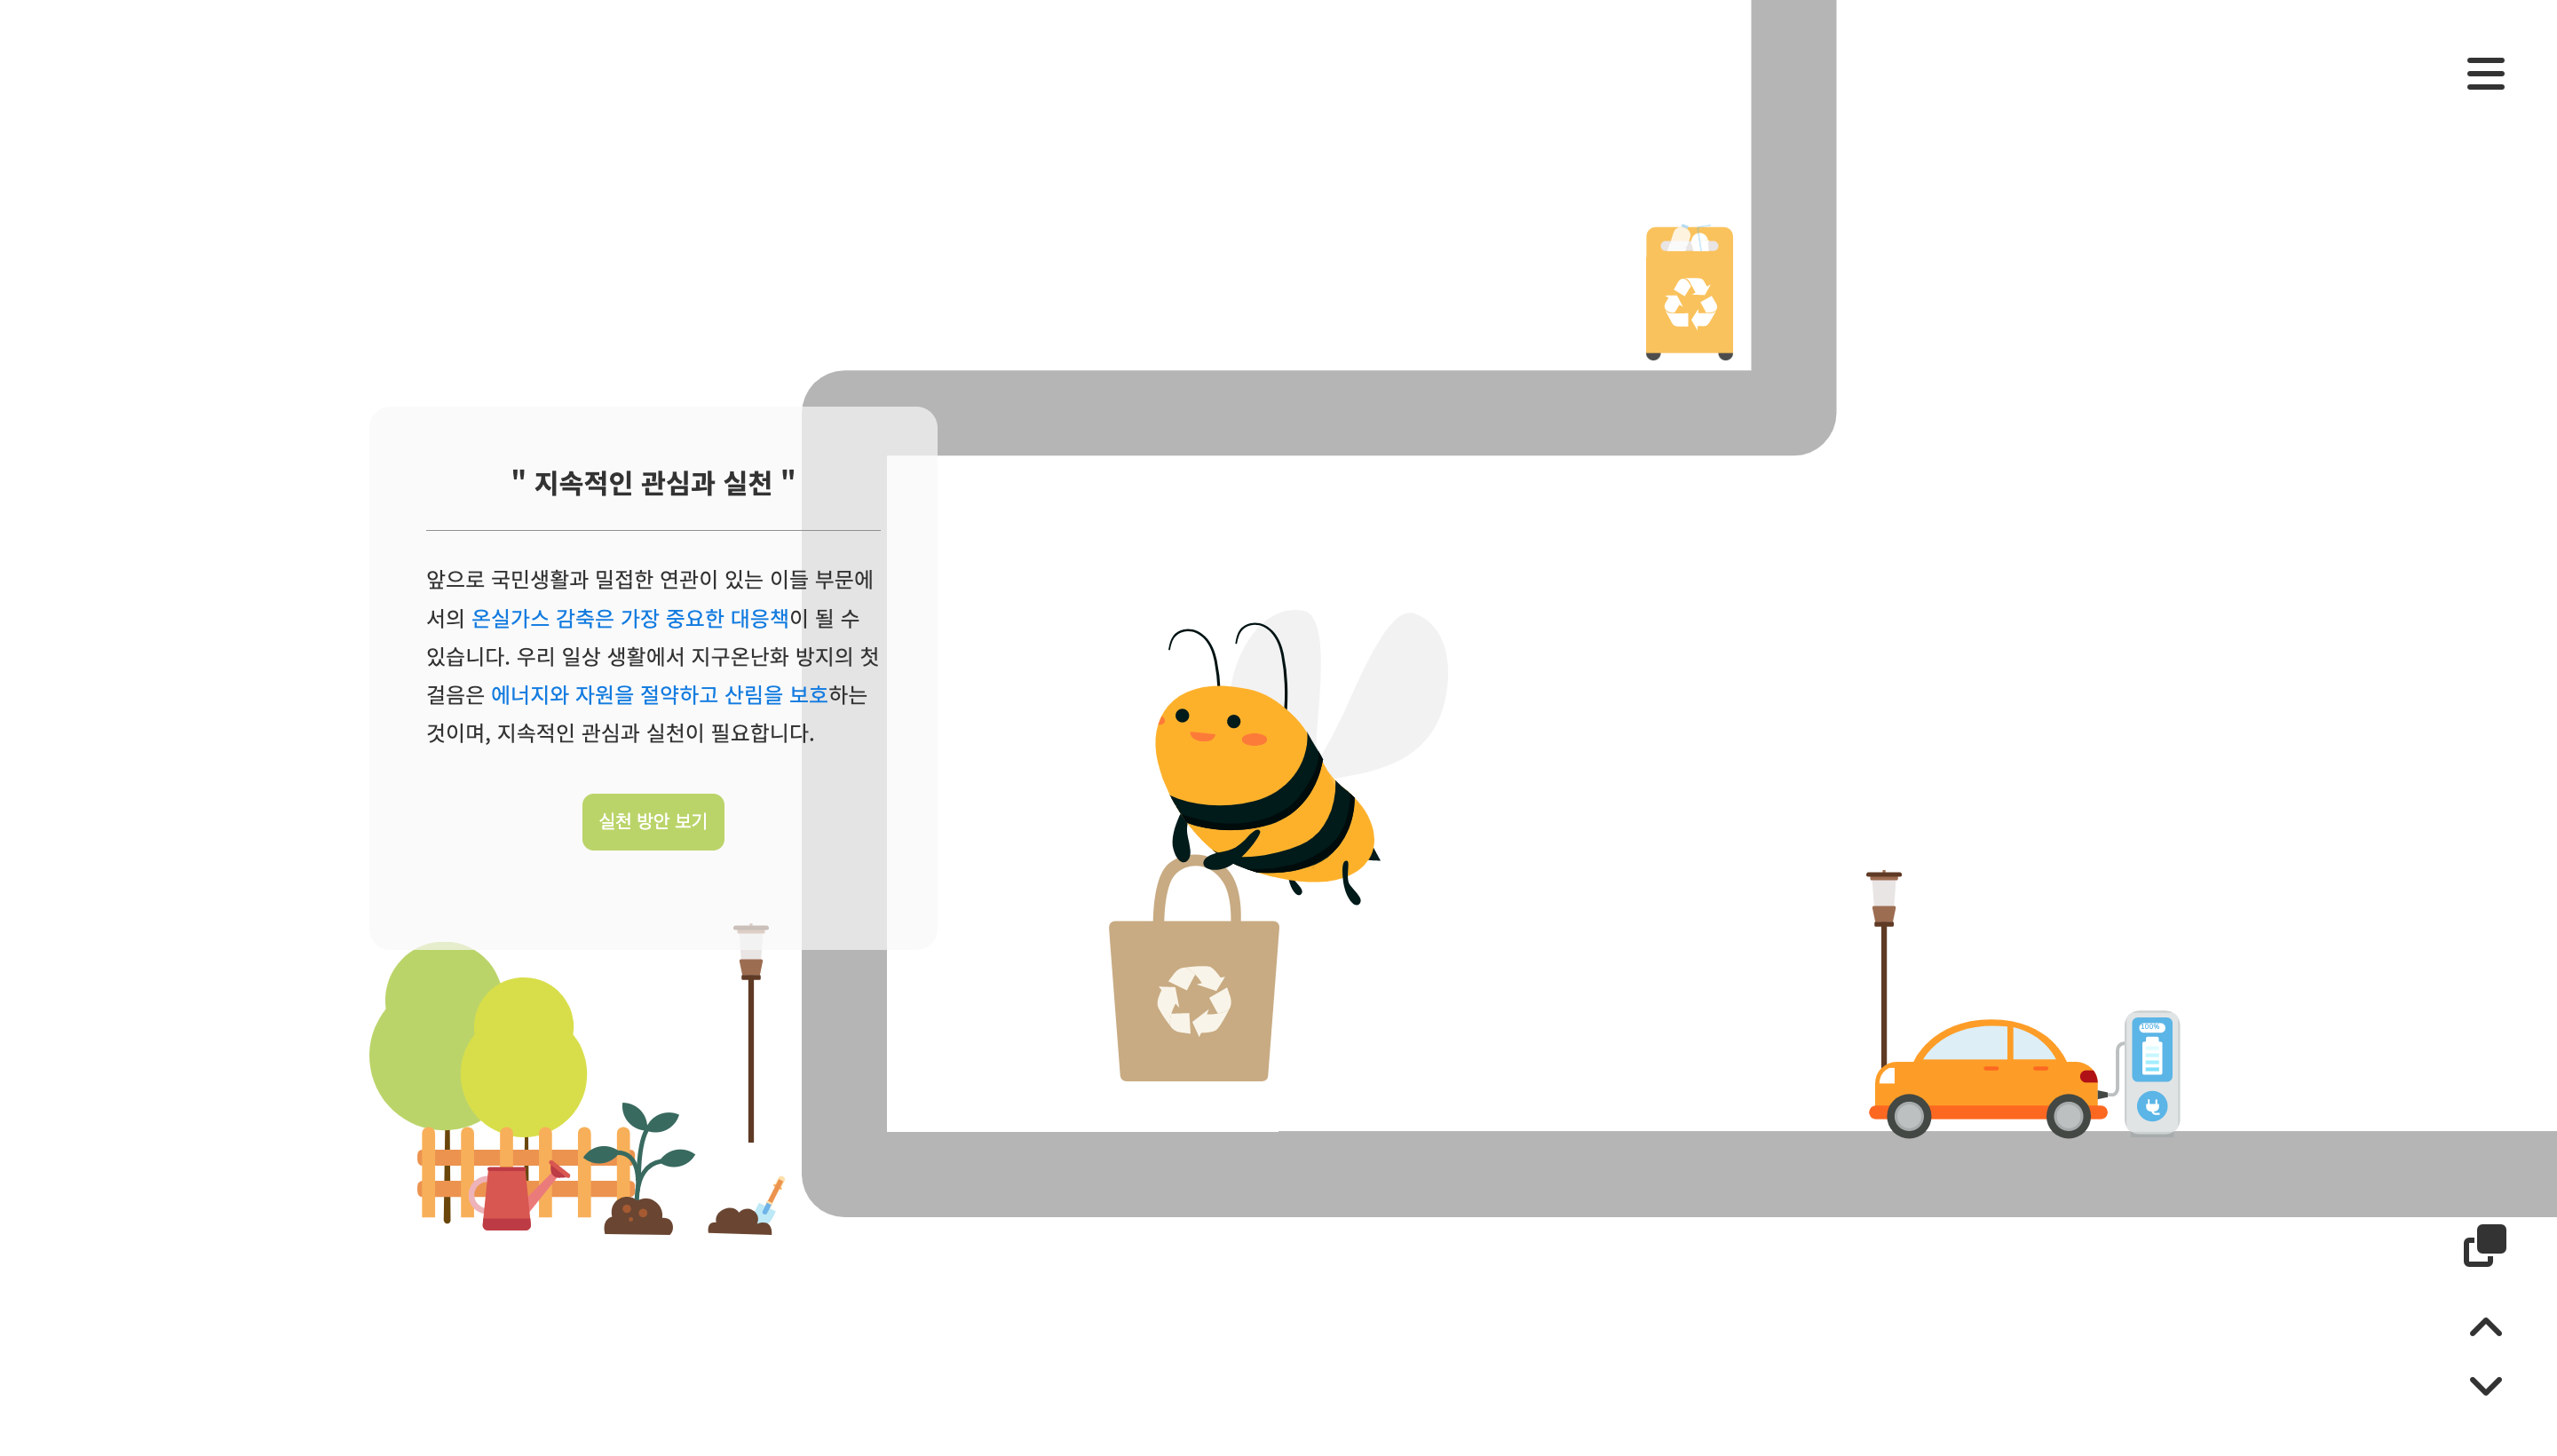 " 지속적인 관심과 실천 "
앞으로 국민생활과 밀접한 연관이 있는 이들 부문에
서의 온실가스 감축은 가장 중요한 대응책이 될 수
있습니다. 우리 일상 생활에서 지구온난화 방지의 첫
걸음은 에너지와 자원을 절약하고 산림을 보호하는
것이며, 지속적인 관심과 실천이 필요합니다.
실천 방안 보기
100%